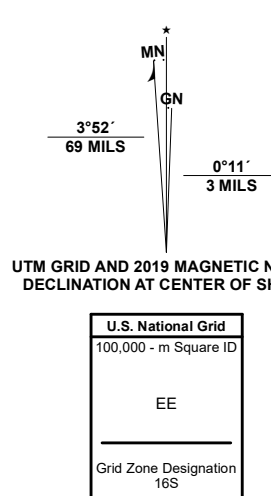 ★
MN
GN
3°52´
69 MILS
0°11´
3 MILS
UTM GRID AND 2019 MAGNETIC N
DECLINATION AT CENTER OF SH
U.S. National Grid
100,000 - m Square ID
EE
Grid Zone Designation
16S